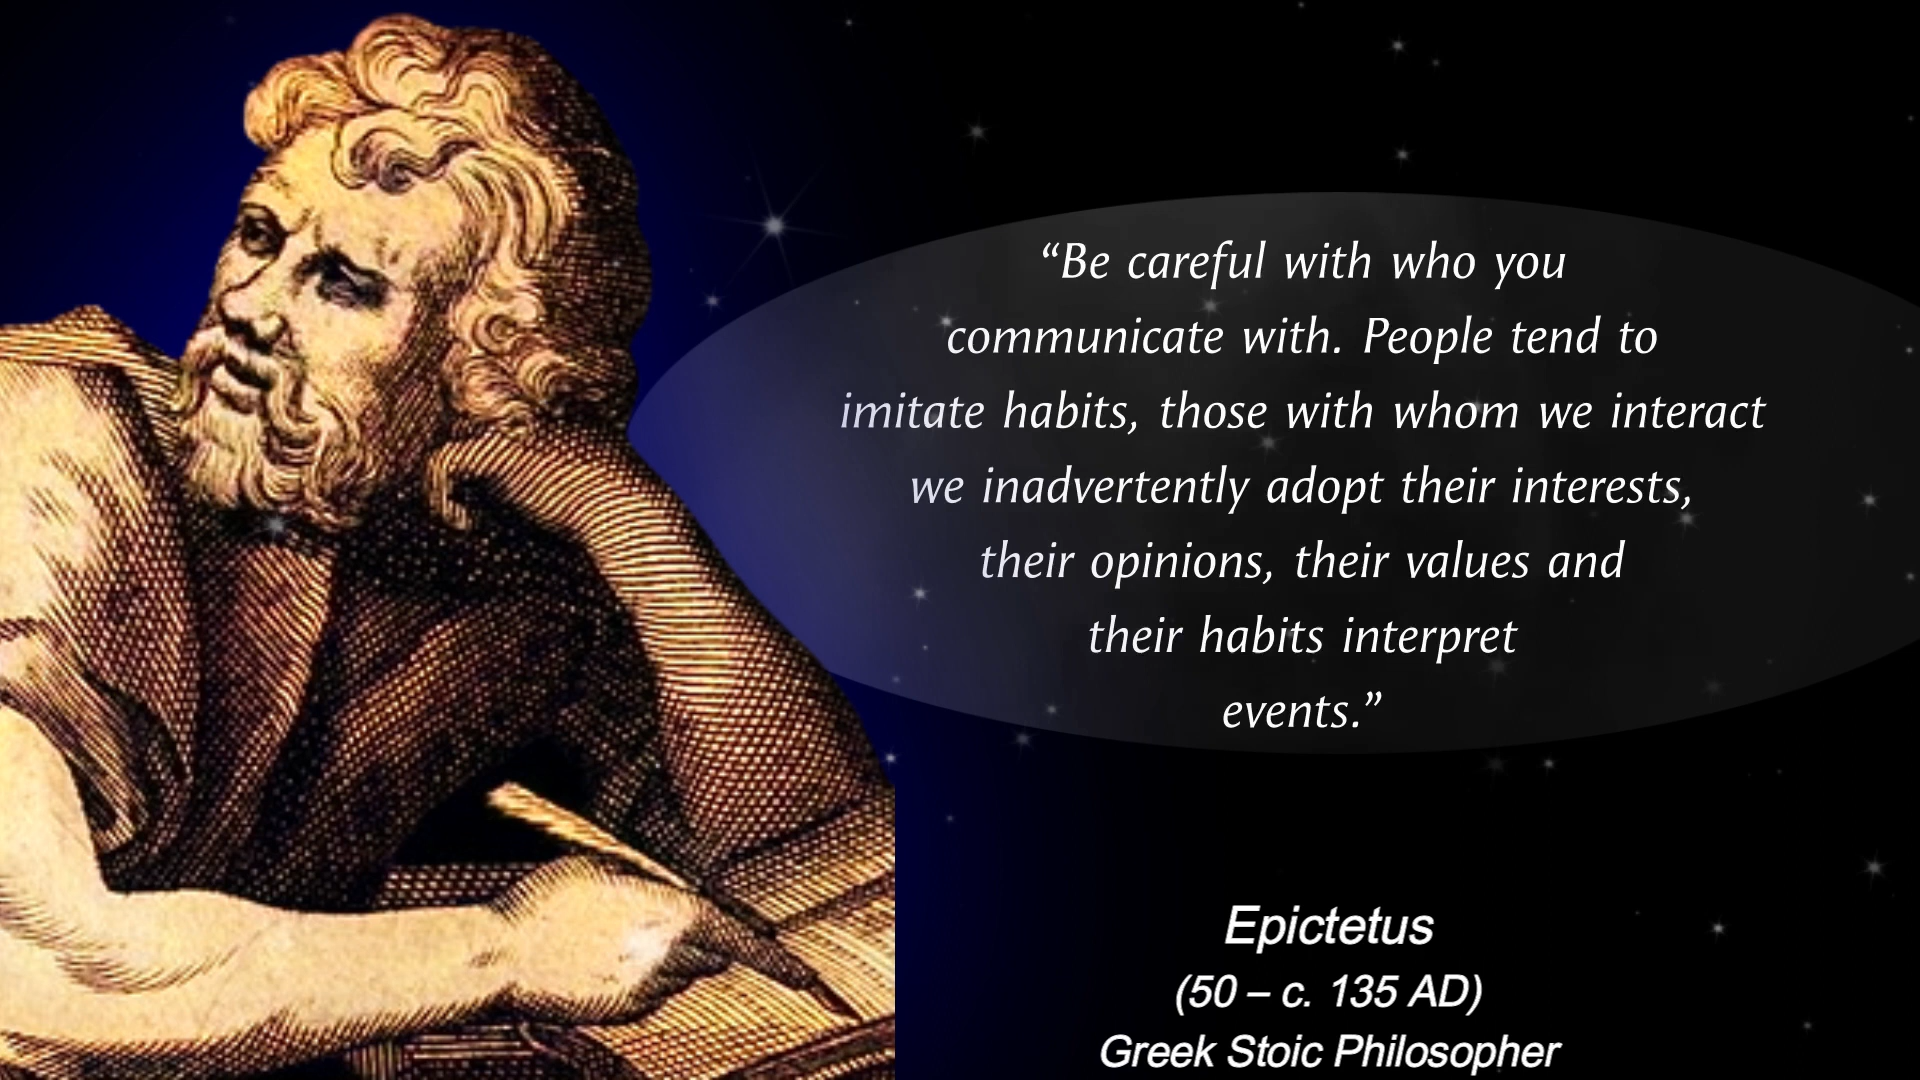 “Be careful with who you
communicate with. People tend to
imitate habits, those with whom we interact
we inadvertently adopt their interests,
their opinions, their values and
their habits interpret
events.”
Epictetus
(50 – c. 135 AD)
Greek Stoic Philosopher